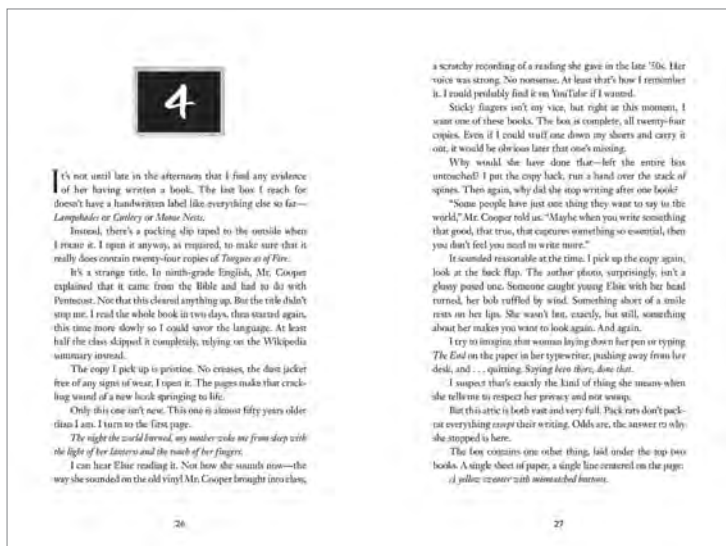 4
It's not until late in the afternoon that I find any evidence
of her having written a book. The last box I reach for
doesn't have a handwritten label like everything else so far—
Lampshades or Cutlery or Mouse Nests.
Instead, there's a packing slip taped to the outside when
I rotate it. I open it anyway, as required, to make sure that it
really does contain twenty-four copies of Tongues as of Fire.
It's a strange title. In ninth-grade English, Mr. Cooper
explained that it came from the Bible and had to do with
Pentecost. Not that this cleared anything up. But the title didn't
stop me. I read the whole book in two days, then started again,
this time more slowly so I could savor the language. At least
half the class skipped it completely, relying on the Wikipedia
summary instead.
The copy I pick up is pristine. No creases, the dust jacket
free of any signs of wear. I open it. The pages make that crack-
ling sound of a new book springing to life.
Only this one isn't new. This one is almost fifty years older
than I am. I turn to the first page.
The night the world burned, my mother woke me from sleep with
the light of her lantern and the touch of her fingers.
I can hear Elsie reading it. Not how she sounds now—the
way she sounded on the old vinyl Mr. Cooper brought into class,
26
a scratchy recording of a reading she gave in the late '50s. Her
voice was strong. No nonsense. At least that's how I remember
it. I could probably find it on YouTube if I wanted.
Sticky fingers isn't my vice, but right at this moment, I
want one of these books. The box is complete, all twenty-four
copies. Even if I could stuff one down my shorts and carry it
out, it would be obvious later that one's missing.
Why would she have done that—left the entire box
untouched? I put the copy back, run a hand over the stack of
spines. Then again, why did she stop writing after one book?
"Some people have just one thing they want to say to the
world," Mr. Cooper told us. "Maybe when you write something
that good, that true, that captures something so essential, then
you don't feel you need to write more."
It sounded reasonable at the time. I pick up the copy again,
look at the back flap. The author photo, surprisingly, isn't a
glossy posed one. Someone caught young Elsie with her head
turned, her bob ruffled by wind. Something short of a smile
rests on her lips. She wasn't hot, exactly, but still, something
about her makes you want to look again. And again.
I try to imagine that woman laying down her pen or typing
The End on the paper in her typewriter, pushing away from her
desk, and . . . quitting. Saying been there, done that.
I suspect that's exactly the kind of thing she means when
she tells me to respect her privacy and not snoop.
But this attic is both vast and very full. Pack rats don't pack-
rat everything except their writing. Odds are, the answer to why
she stopped is here.
The box contains one other thing, laid under the top two
books. A single sheet of paper, a single line centered on the page:
A yellow sweater with mismatched buttons.
27